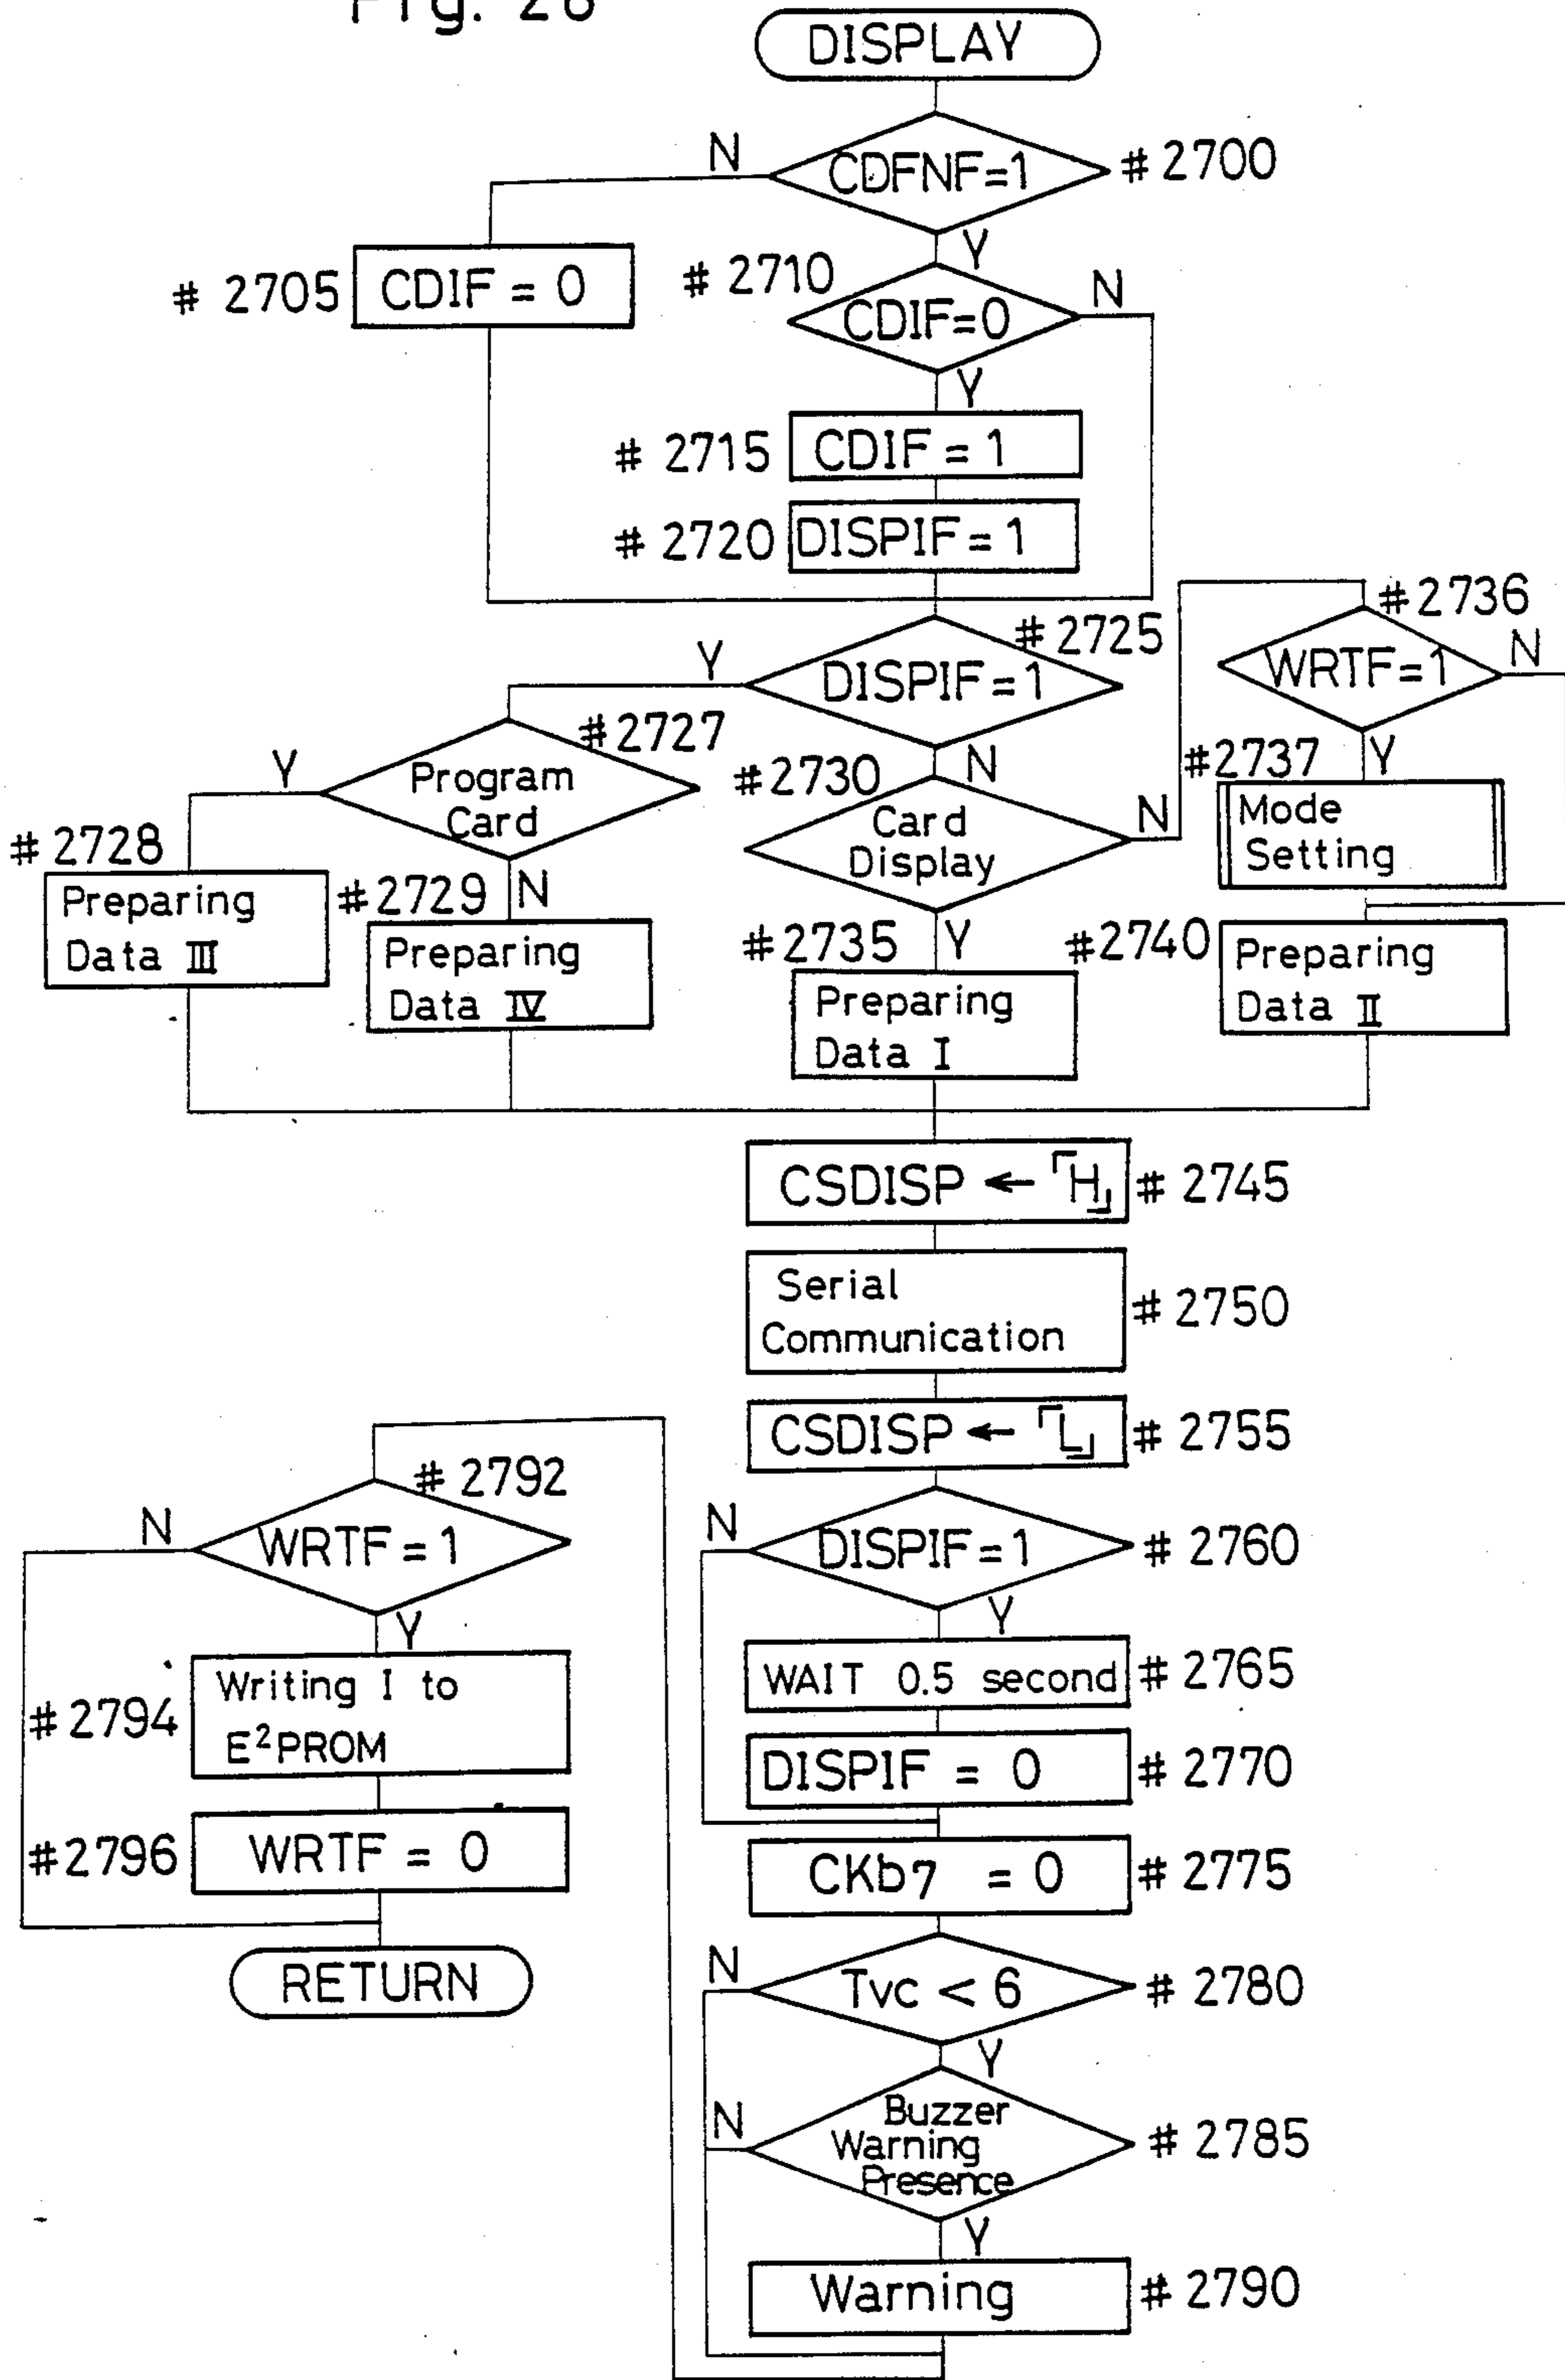 Fig. 28
DISPLAY
N
CDFNF=1
# 2700
Y
# 2705
CDIF = 0
# 2710
CDIF=0
N
Y
# 2715
CDIF = 1
# 2720
DISPIF = 1
# 2725
DISPIF = 1
Y
N
# 2736
WRTF=1
N
Y
# 2727
Program
Card
Y
N
# 2730
Card
Display
N
Y
# 2737
Mode
Setting
# 2728
Preparing
Data III
# 2729
Preparing
Data IV
# 2735
Preparing
Data I
# 2740
Preparing
Data II
CSDISP ← 「H」
# 2745
Serial
Communication
# 2750
CSDISP ← 「L」
# 2755
DISPIF=1
# 2760
N
Y
WAIT 0.5 second
# 2765
DISPIF = 0
# 2770
CKb7 = 0
# 2775
Tvc < 6
# 2780
N
Y
Buzzer
Warning
Presence
# 2785
N
Y
Warning
# 2790
# 2792
WRTF = 1
N
Y
# 2794
Writing I to
E²PROM
# 2796
WRTF = 0
RETURN